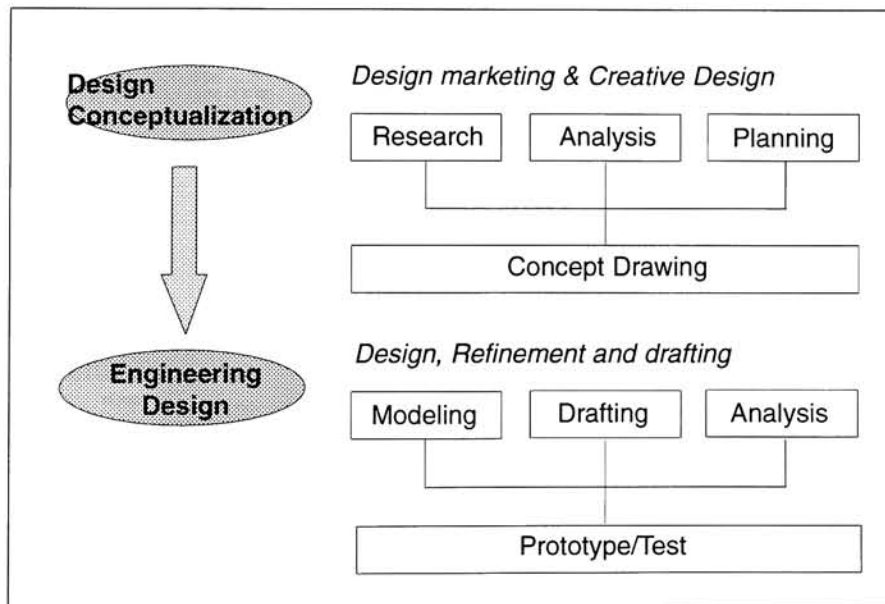 Design
Conceptualization
Design marketing & Creative Design
Research
Analysis
Planning
Concept Drawing
Engineering
Design
Design, Refinement and drafting
Modeling
Drafting
Analysis
Prototype/Test